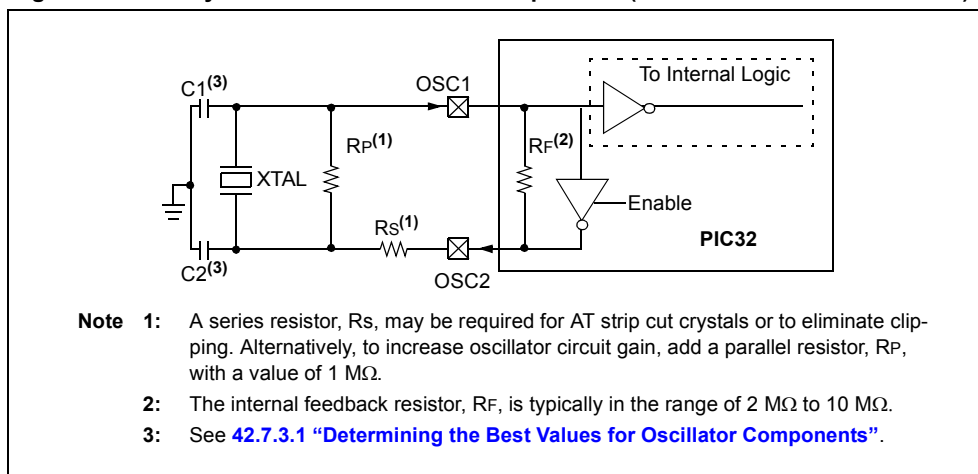 C1(3)
OSC1
To Internal Logic
RP(1)
RF(2)
XTAL
Enable
RS(1)
PIC32
C2(3)
OSC2
Note 1: A series resistor, Rs, may be required for AT strip cut crystals or to eliminate clip-
ping. Alternatively, to increase oscillator circuit gain, add a parallel resistor, RP,
with a value of 1 MΩ.
2: The internal feedback resistor, RF, is typically in the range of 2 MΩ to 10 MΩ.
3: See 42.7.3.1 “Determining the Best Values for Oscillator Components”.